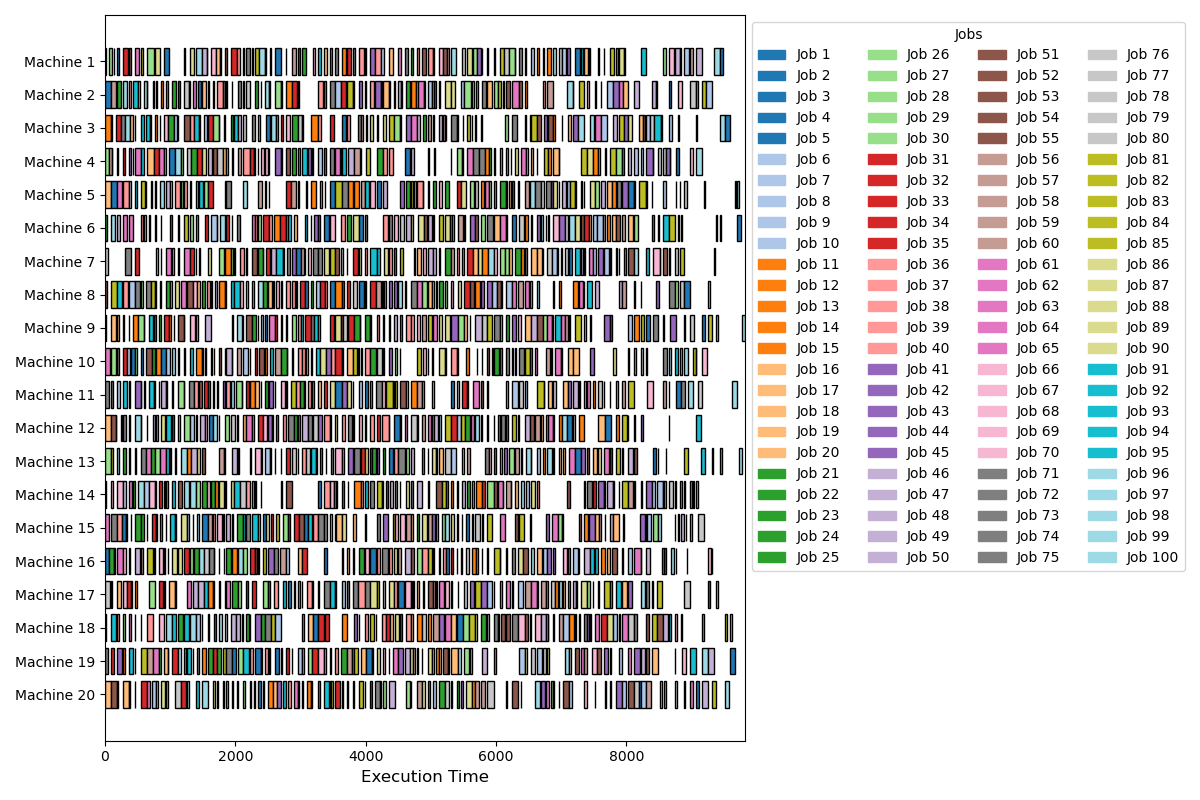 Machine 1
Machine 2
Machine 3
Machine 4
Machine 5
Machine 6
Machine 7
Machine 8
Machine 9
Machine 10
Machine 11
Machine 12
Machine 13
Machine 14
Machine 15
Machine 16
Machine 17
Machine 18
Machine 19
Machine 20
0 2000 4000 6000 8000
Execution Time
Jobs
Job 1 Job 26 Job 51 Job 76
Job 2 Job 27 Job 52 Job 77
Job 3 Job 28 Job 53 Job 78
Job 4 Job 29 Job 54 Job 79
Job 5 Job 30 Job 55 Job 80
Job 6 Job 31 Job 56 Job 81
Job 7 Job 32 Job 57 Job 82
Job 8 Job 33 Job 58 Job 83
Job 9 Job 34 Job 59 Job 84
Job 10 Job 35 Job 60 Job 85
Job 11 Job 36 Job 61 Job 86
Job 12 Job 37 Job 62 Job 87
Job 13 Job 38 Job 63 Job 88
Job 14 Job 39 Job 64 Job 89
Job 15 Job 40 Job 65 Job 90
Job 16 Job 41 Job 66 Job 91
Job 17 Job 42 Job 67 Job 92
Job 18 Job 43 Job 68 Job 93
Job 19 Job 44 Job 69 Job 94
Job 20 Job 45 Job 70 Job 95
Job 21 Job 46 Job 71 Job 96
Job 22 Job 47 Job 72 Job 97
Job 23 Job 48 Job 73 Job 98
Job 24 Job 49 Job 74 Job 99
Job 25 Job 50 Job 75 Job 100